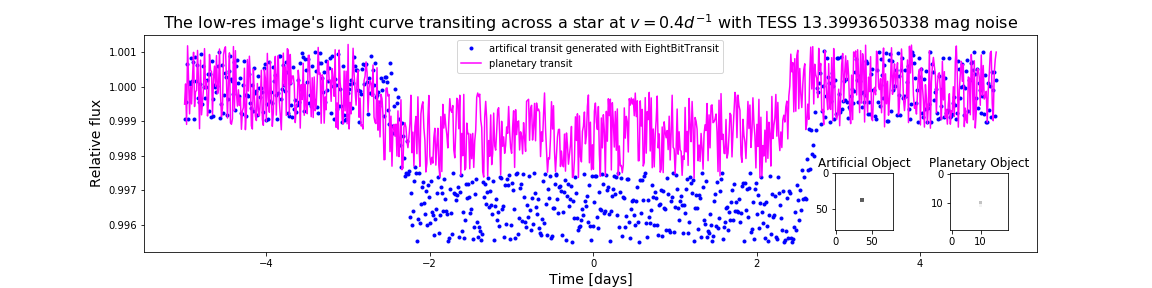 The low-res image's light curve transiting across a star at v = 0.4d⁻¹ with TESS 13.3993650338 mag noise
artifical transit generated with EightBitTransit
planetary transit
Relative flux
1.001
1.000
0.999
0.998
0.997
0.996
Artificial Object
0
50
0 50
Planetary Object
0
10
0 10
−4 −2 0 2 4
Time [days]